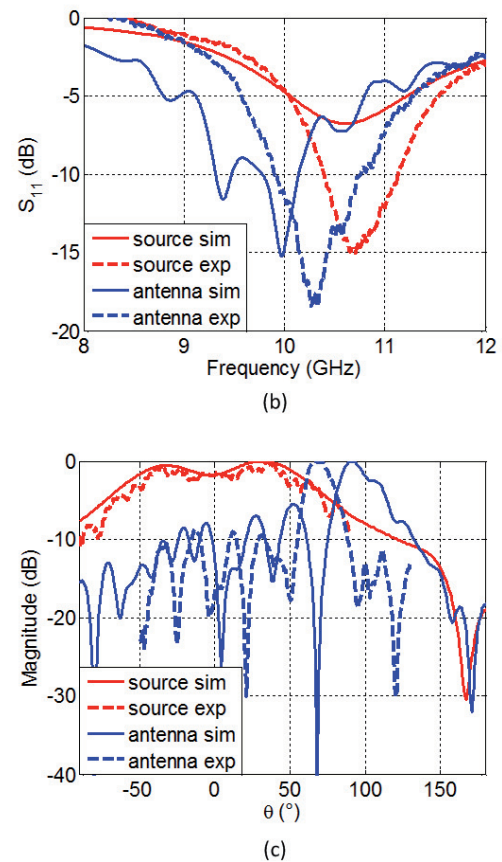 0
-5
-10
-15
-20
S11 (dB)
source sim
source exp
antenna sim
antenna exp
8 9 10 11 12
Frequency (GHz)
(b)
0
-10
-20
-30
-40
Magnitude (dB)
source sim
source exp
antenna sim
antenna exp
-50 0 50 100 150
θ (°)
(c)